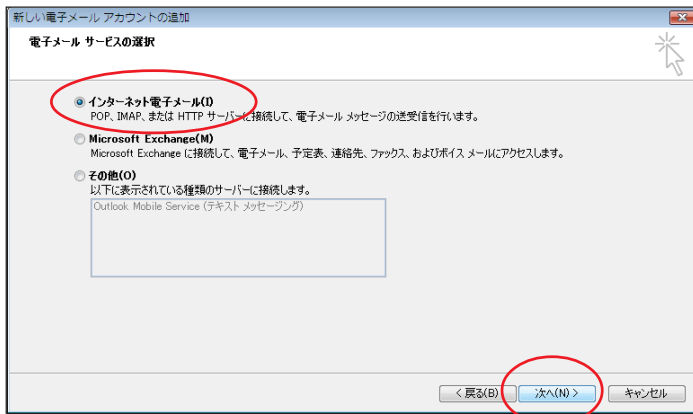 新しい電子メール アカウントの追加
電子メール サービスの選択
インターネット電子メール(I)
POP、IMAP、または HTTP サーバーに接続して、電子メール メッセージの送受信を行います。
Microsoft Exchange(M)
Microsoft Exchange に接続して、電子メール、予定表、連絡先、ファックス、およびボイス メールにアクセスします。
その他(O)
以下に表示されている種類のサーバーに接続します。
Outlook Mobile Service (テキスト メッセージング)
< 戻る(B) 次へ(N) > キャンセル